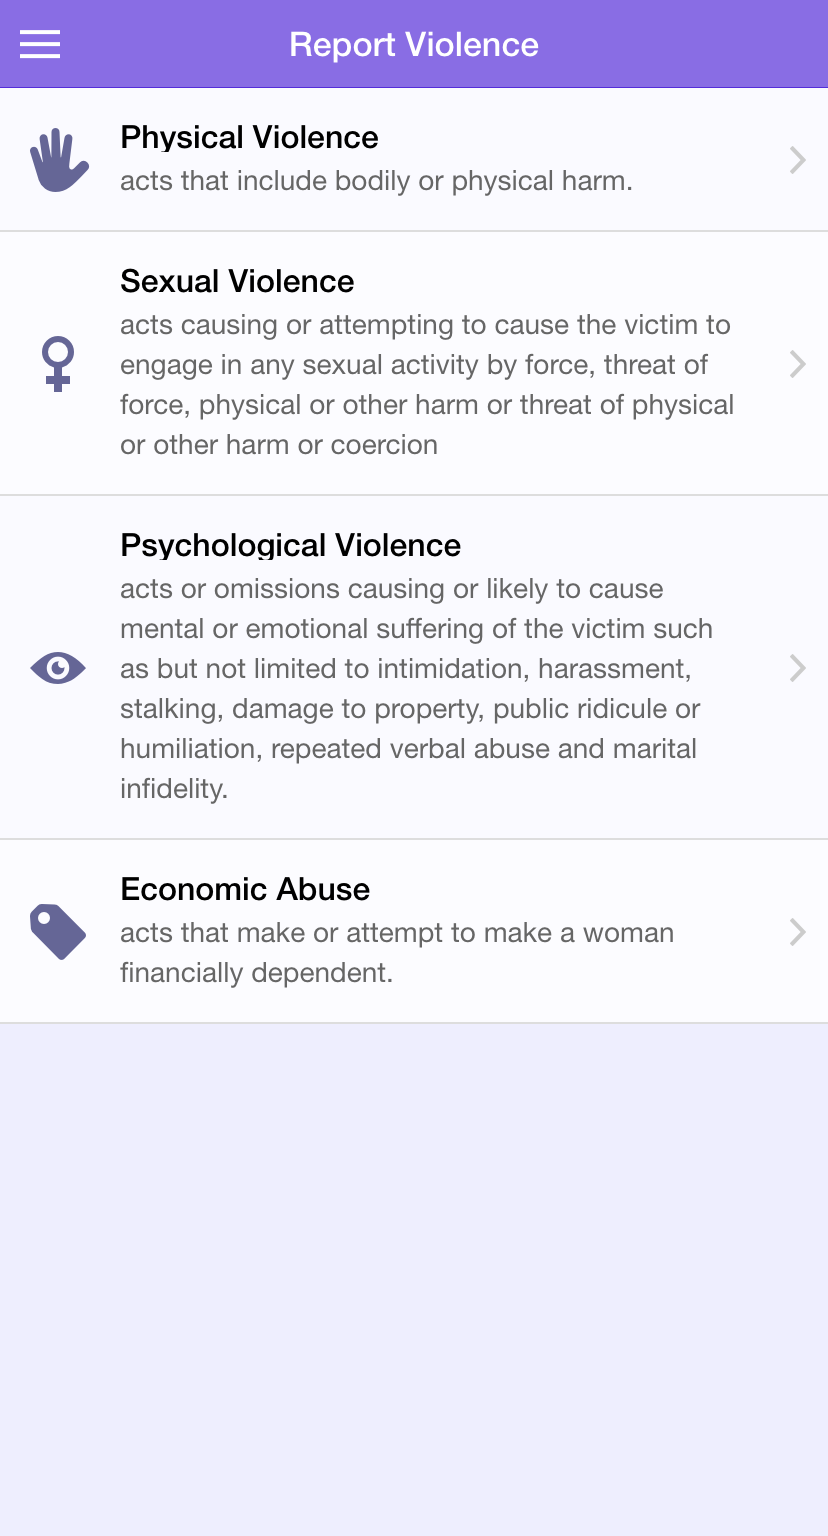 Report Violence
Physical Violence
acts that include bodily or physical harm.
Sexual Violence
acts causing or attempting to cause the victim to
engage in any sexual activity by force, threat of
force, physical or other harm or threat of physical
or other harm or coercion
Psychological Violence
acts or omissions causing or likely to cause
mental or emotional suffering of the victim such
as but not limited to intimidation, harassment,
stalking, damage to property, public ridicule or
humiliation, repeated verbal abuse and marital
infidelity.
Economic Abuse
acts that make or attempt to make a woman
financially dependent.